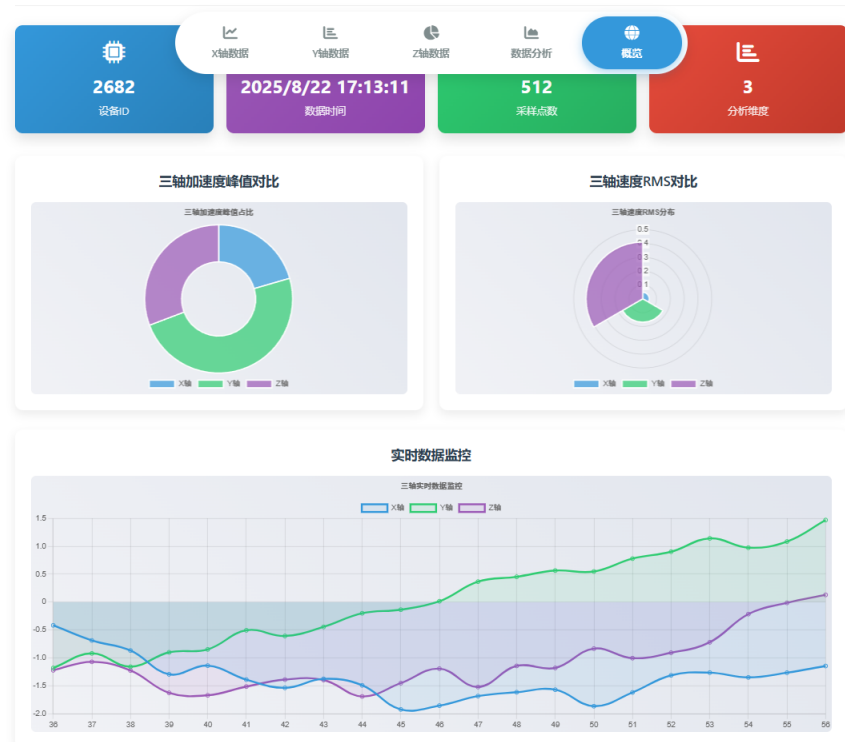 X轴数据
Y轴数据
Z轴数据
数据分析
概览
2682
设备ID
2025/8/22 17:13:11
数据时间
512
采样点数
3
分析维度
三轴加速度峰值对比
三轴加速度峰值占比
X轴 Y轴 Z轴
三轴速度RMS对比
三轴速度RMS分布
0.5
0.4
0.3
0.2
0.1
X轴 Y轴 Z轴
实时数据监控
三轴实时数据监控
X轴 Y轴 Z轴
1.5
1.0
0.5
0
-0.5
-1.0
-1.5
-2.0
36 37 38 39 40 41 42 43 44 45 46 47 48 49 50 51 52 53 54 55 56